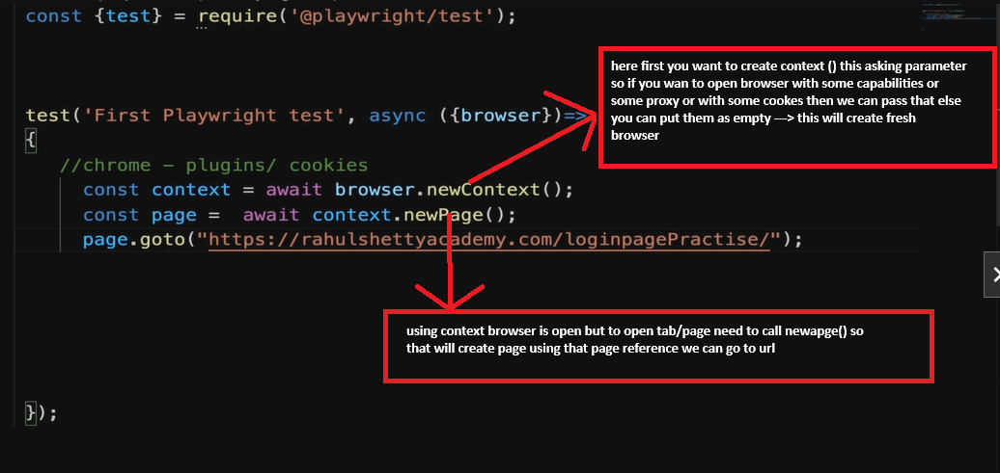 const {test} = require('@playwright/test');
here first you want to create context () this asking parameter
so if you wan to open browser with some capabilities or
some proxy or with some cookes then we can pass that else
you can put them as empty ---> this will create fresh
browser
test('First Playwright test', async ({browser})=>
{
//chrome – plugins/ cookies
const context = await browser.newContext();
const page = await context.newPage();
page.goto("https://rahulshettyacademy.com/loginpagePractise/");
using context browser is open but to open tab/page need to call newapge() so
that will create page using that page reference we can go to url
});